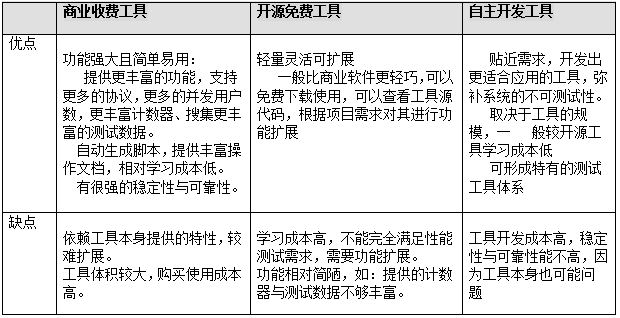 商业收费工具 开源免费工具 自主开发工具
优点
功能强大且简单易用：
提供更丰富的功能，支持
更多的协议，更多的并发用户
数，更丰富计数器、搜集更丰
富的测试数据。
自动生成脚本，提供丰富操
作文档，相对学习成本低。
有很强的稳定性与可靠性。
轻量灵活可扩展
一般比商业软件更轻巧，可以
免费下载使用，可以查看工具源
代码，根据项目需求对其进行功
能扩展
贴近需求，开发出
更适合应用的工具，弥
补系统的不可测试性。
取决于工具的规
模，一 般较开源工
具学习成本低
可形成特有的测试
工具体系
缺点
依赖工具本身提供的特性，较
难扩展。
工具体积较大，购买使用成本
高。
学习成本高，不能完全满足性能
测试需求，需要功能扩展。
功能相对简陋，如：提供的计数
器与测试数据不够丰富。
工具开发成本高，稳定
性与可靠性能不高，因
为工具本身也可能问
题